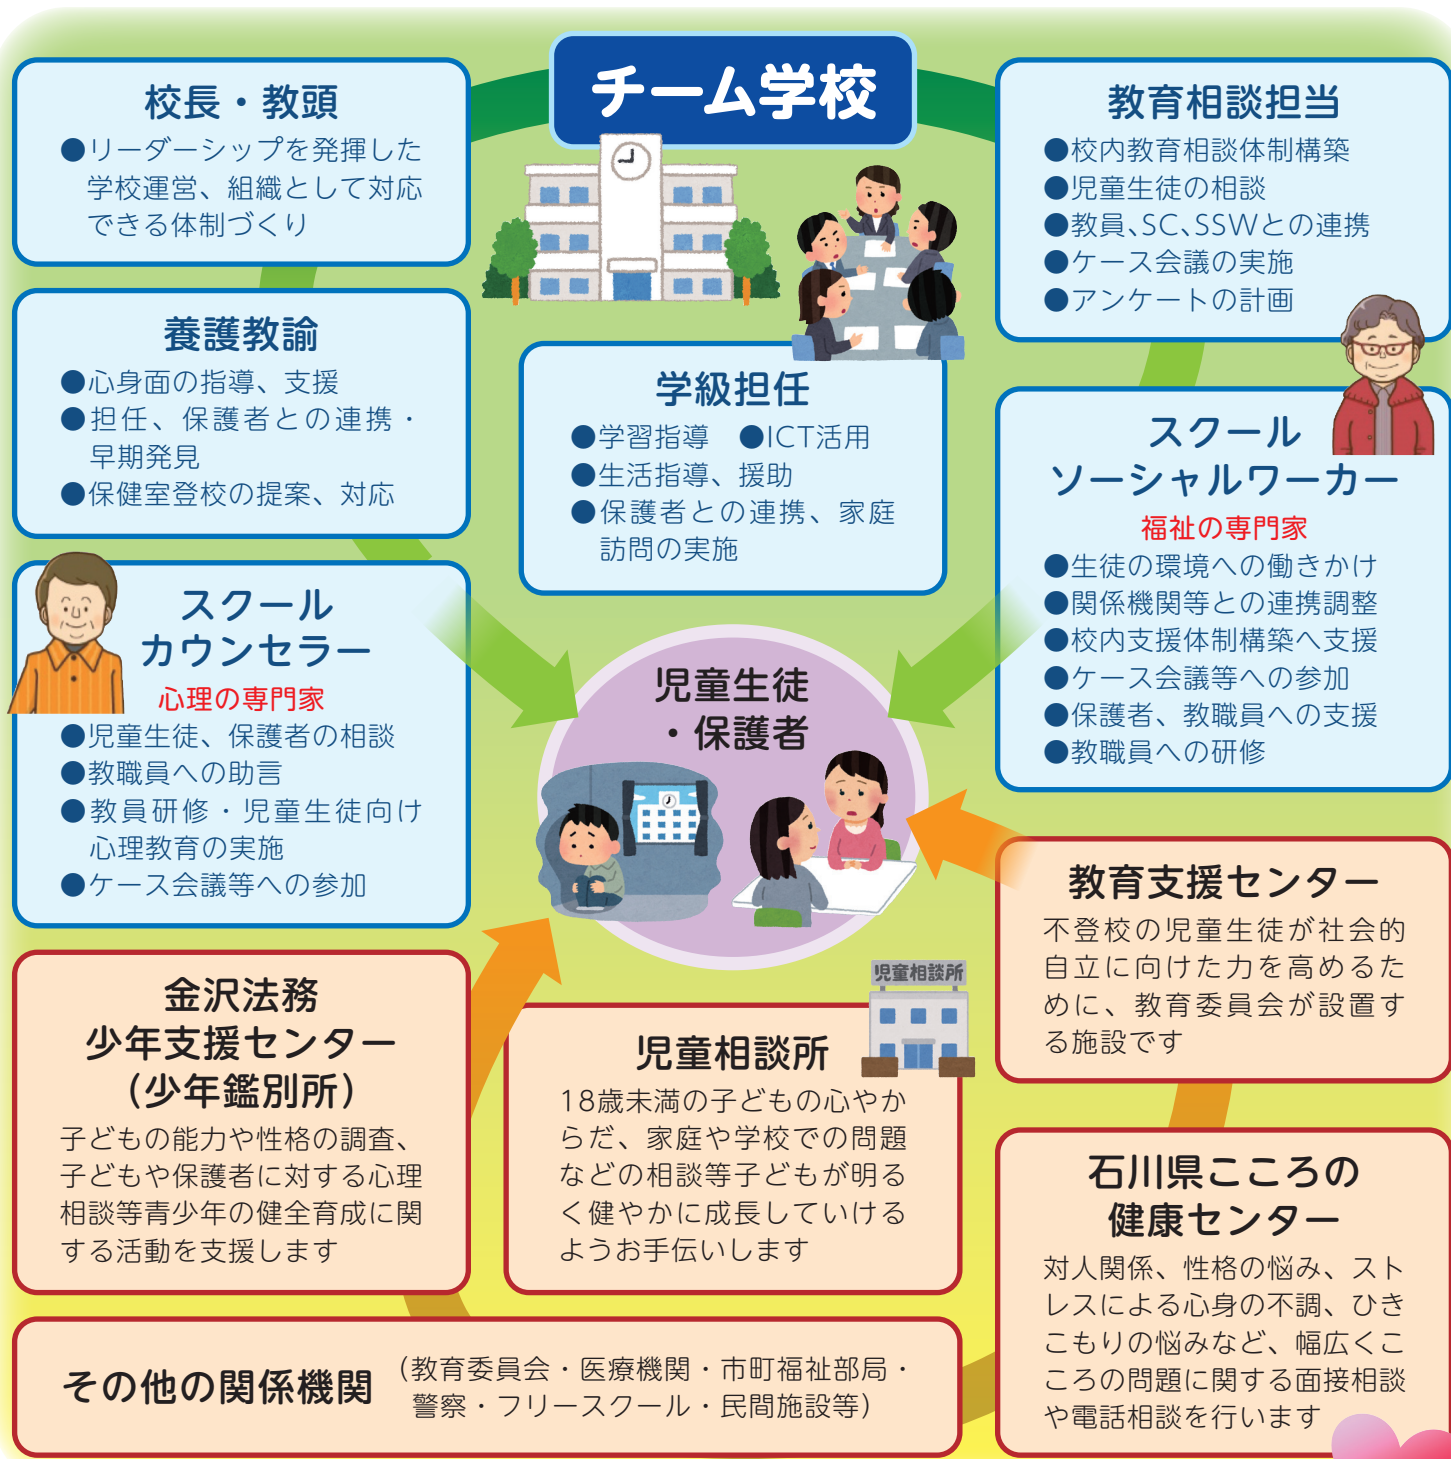 チーム学校
校長・教頭
●リーダーシップを発揮した
学校運営、組織として対応
できる体制づくり
養護教諭
●心身面の指導、支援
●担任、保護者との連携・
早期発見
●保健室登校の提案、対応
スクール
カウンセラー
心理の専門家
●児童生徒、保護者の相談
●教職員への助言
●教員研修・児童生徒向け
心理教育の実施
●ケース会議等への参加
学級担任
●学習指導　●ICT活用
●生活指導、援助
●保護者との連携、家庭
訪問の実施
教育相談担当
●校内教育相談体制構築
●児童生徒の相談
●教員、SC、SSWとの連携
●ケース会議の実施
●アンケートの計画
スクール
ソーシャルワーカー
福祉の専門家
●生徒の環境への働きかけ
●関係機関等との連携調整
●校内支援体制構築へ支援
●ケース会議等への参加
●保護者、教職員への支援
●教職員への研修
児童生徒
・保護者
金沢法務
少年支援センター
（少年鑑別所）
子どもの能力や性格の調査、
子どもや保護者に対する心理
相談等青少年の健全育成に関
する活動を支援します
児童相談所
児童相談所
18歳未満の子どもの心やか
らだ、家庭や学校での問題
などの相談等子どもが明る
く健やかに成長していける
ようお手伝いします
教育支援センター
不登校の児童生徒が社会的
自立に向けた力を高めるた
めに、教育委員会が設置す
る施設です
石川県こころの
健康センター
対人関係、性格の悩み、スト
レスによる心身の不調、ひき
こもりの悩みなど、幅広くこ
ころの問題に関する面接相談
や電話相談を行います
その他の関係機関
（教育委員会・医療機関・市町福祉部局・
警察・フリースクール・民間施設等）